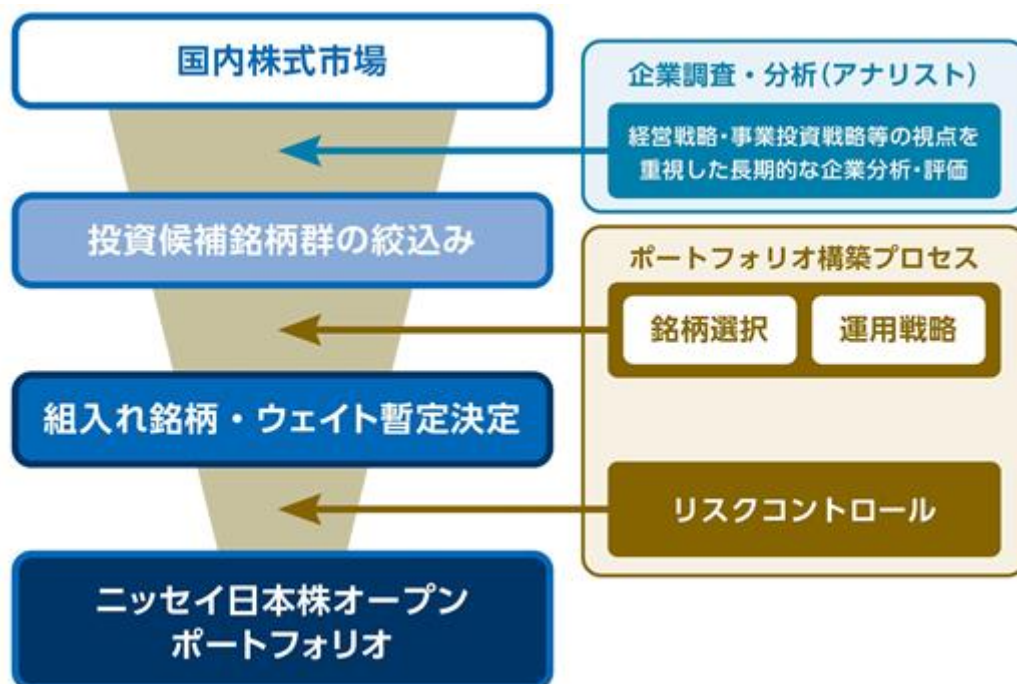 国内株式市場
企業調査・分析(アナリスト)
経営戦略・事業投資戦略等の視点を
重視した長期的な企業分析・評価
投資候補銘柄群の絞込み
ポートフォリオ構築プロセス
銘柄選択
運用戦略
組入れ銘柄・ウェイト暫定決定
リスクコントロール
ニッセイ日本株オープン
ポートフォリオ